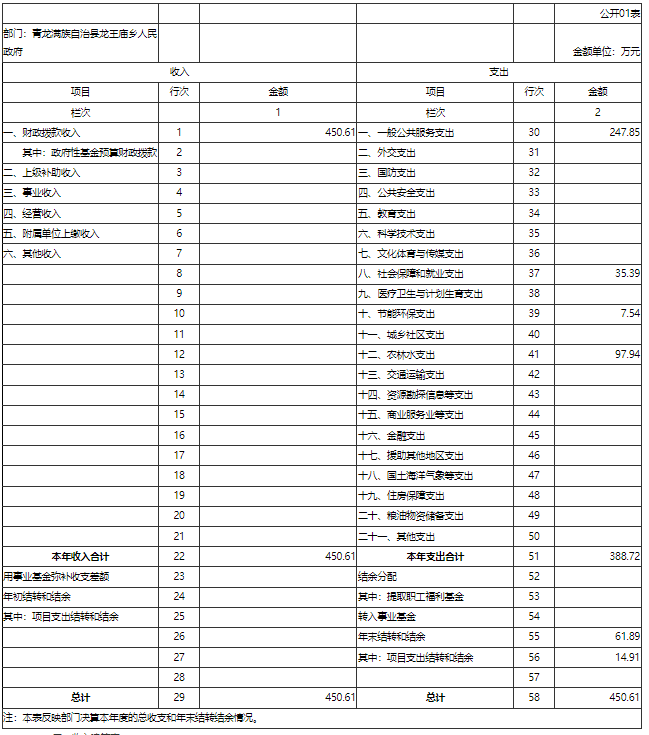 公开01表
部门：青龙满族自治县龙王庙乡人民
政府
金额单位：万元
收入 支出
项目 行次 金额 项目 行次 金额
栏次 1 栏次 2
一、财政拨款收入 1 450.61 一、一般公共服务支出 30 247.85
其中：政府性基金预算财政拨款 2 二、外交支出 31
二、上级补助收入 3 三、国防支出 32
三、事业收入 4 四、公共安全支出 33
四、经营收入 5 五、教育支出 34
五、附属单位上缴收入 6 六、科学技术支出 35
六、其他收入 7 七、文化体育与传媒支出 36
8 八、社会保障和就业支出 37 35.39
9 九、医疗卫生与计划生育支出 38
10 十、节能环保支出 39 7.54
11 十一、城乡社区支出 40
12 十二、农林水支出 41 97.94
13 十三、交通运输支出 42
14 十四、资源勘探信息等支出 43
15 十五、商业服务业等支出 44
16 十六、金融支出 45
17 十七、援助其他地区支出 46
18 十八、国土海洋气象等支出 47
19 十九、住房保障支出 48
20 二十、粮油物资储备支出 49
21 二十一、其他支出 50
本年收入合计 22 450.61 本年支出合计 51 388.72
用事业基金弥补收支差额 23 结余分配 52
年初结转和结余 24 其中：提取职工福利基金 53
其中：项目支出结转和结余 25 转入事业基金 54
26 年末结转和结余 55 61.89
27 其中：项目支出结转和结余 56 14.91
28 57
总计 29 450.61 总计 58 450.61
注：本表反映部门决算本年度的总收支和年末结转结余情况。